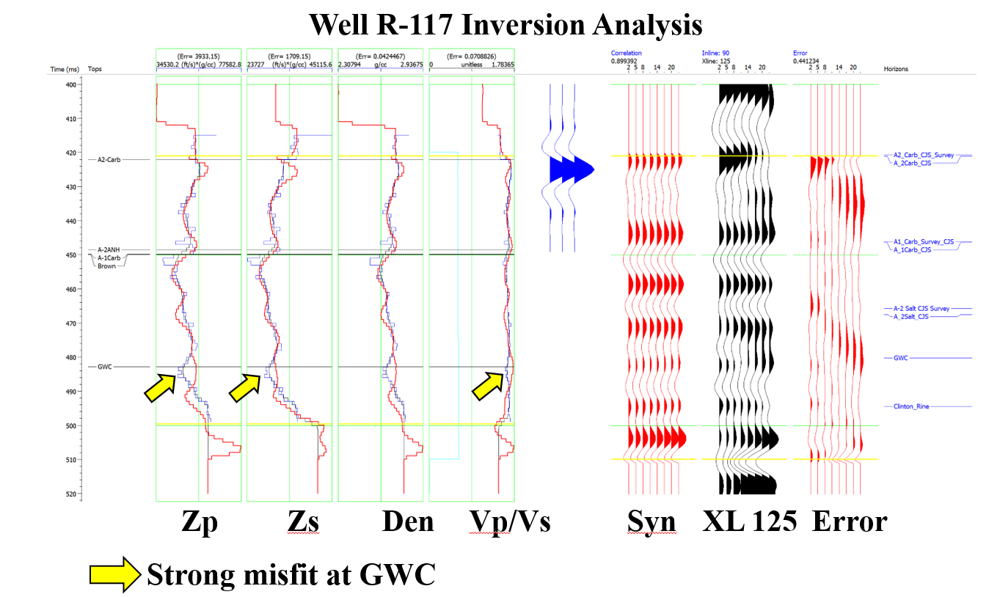 Well R-117 Inversion Analysis
(Err= 3933.15) (Err= 1709.15) (Err= 0.0424467) (Err= 0.0708826)
34530.2 (ft/s)*(g/cc) 77582.8 23727 (ft/s)*(g/cc) 45115.6 2.30794 g/cc 2.93675 0 unitless 1.78365
Correlation Inline: 90 Error
0.899392 Xline: 125 0.441234
2 5 8 14 20 2 5 8 14 20 2 5 8 14 20
Time (ms) Tops Horizons
400
410
420
430
440
450
460
470
480
490
500
510
520
A2-Carb
A-2ANH
A-1Carb
Brown
GWC
A2_Carb_CJS_Survey
A_2Carb_CJS
A1_Carb_Survey_CJS
A_1Carb_CJS
A-2 Salt CJS Survey
A_2Salt_CJS
GWC
Clinton_Rine
Zp Zs Den Vp/Vs Syn XL 125 Error
Strong misfit at GWC